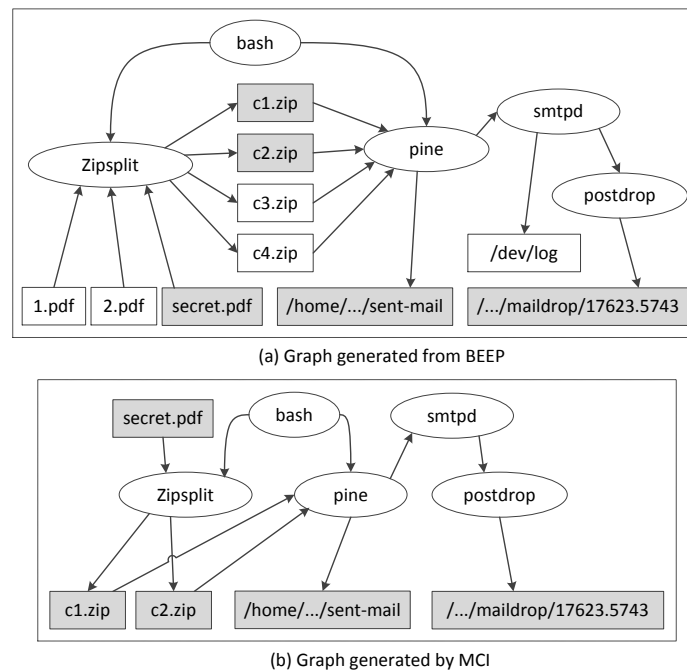 bash
c1.zip
smtpd
c2.zip
pine
Zipsplit
postdrop
c3.zip
c4.zip
/dev/log
1.pdf
2.pdf
secret.pdf
/home/.../sent-mail
/.../maildrop/17623.5743
(a) Graph generated from BEEP
secret.pdf
bash
smtpd
Zipsplit
pine
postdrop
c1.zip
c2.zip
/home/.../sent-mail
/.../maildrop/17623.5743
(b) Graph generated by MCI